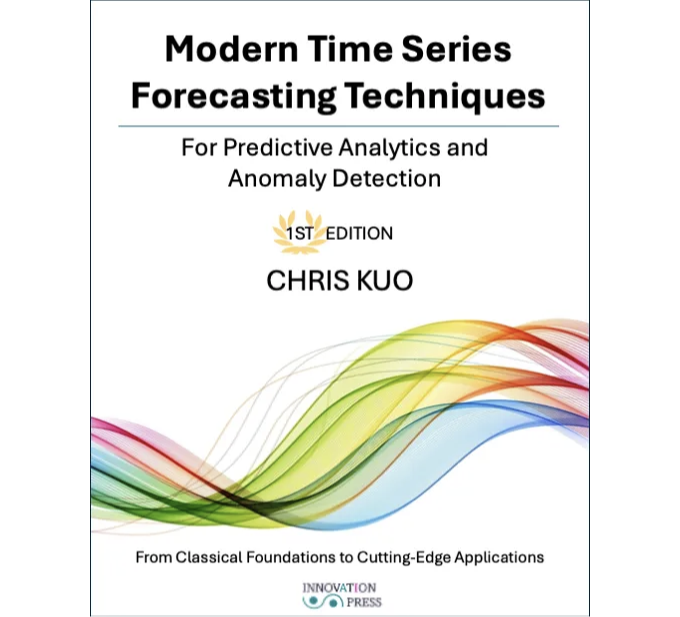 Modern Time Series
Forecasting Techniques
For Predictive Analytics and
Anomaly Detection
1ST EDITION
CHRIS KUO
From Classical Foundations to Cutting-Edge Applications
INNOVATION
PRESS